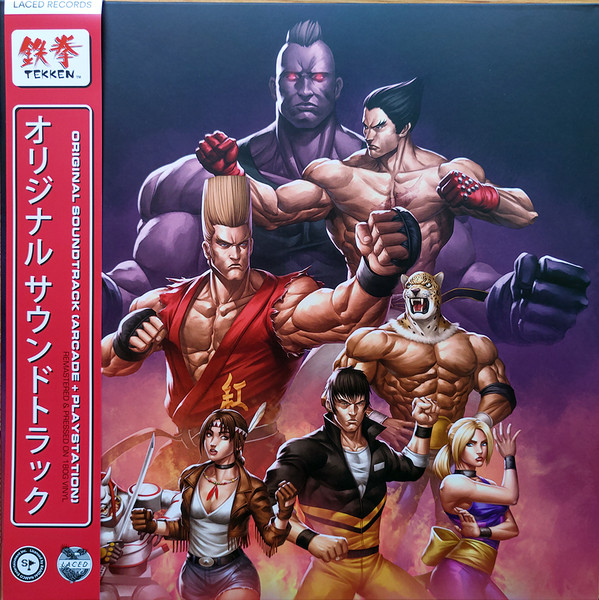 LACED RECORDS
鉄拳
TEKKEN™
オリジナル サウンドトラック
ORIGINAL SOUNDTRACK (ARCADE + PLAYSTATION)
REMASTERED & PRESSED ON 180G VINYL
紅
LACED